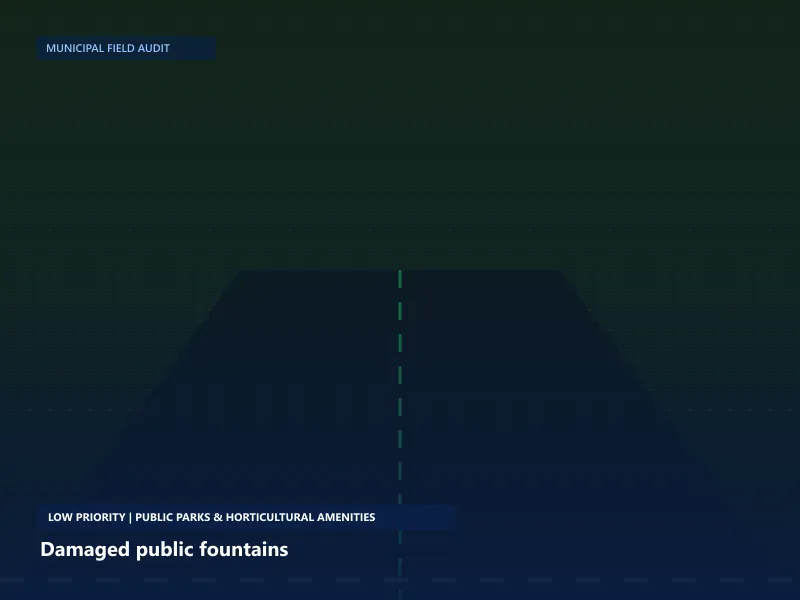 MUNICIPAL FIELD AUDIT
LOW PRIORITY | PUBLIC PARKS & HORTICULTURAL AMENITIES
Damaged public fountains